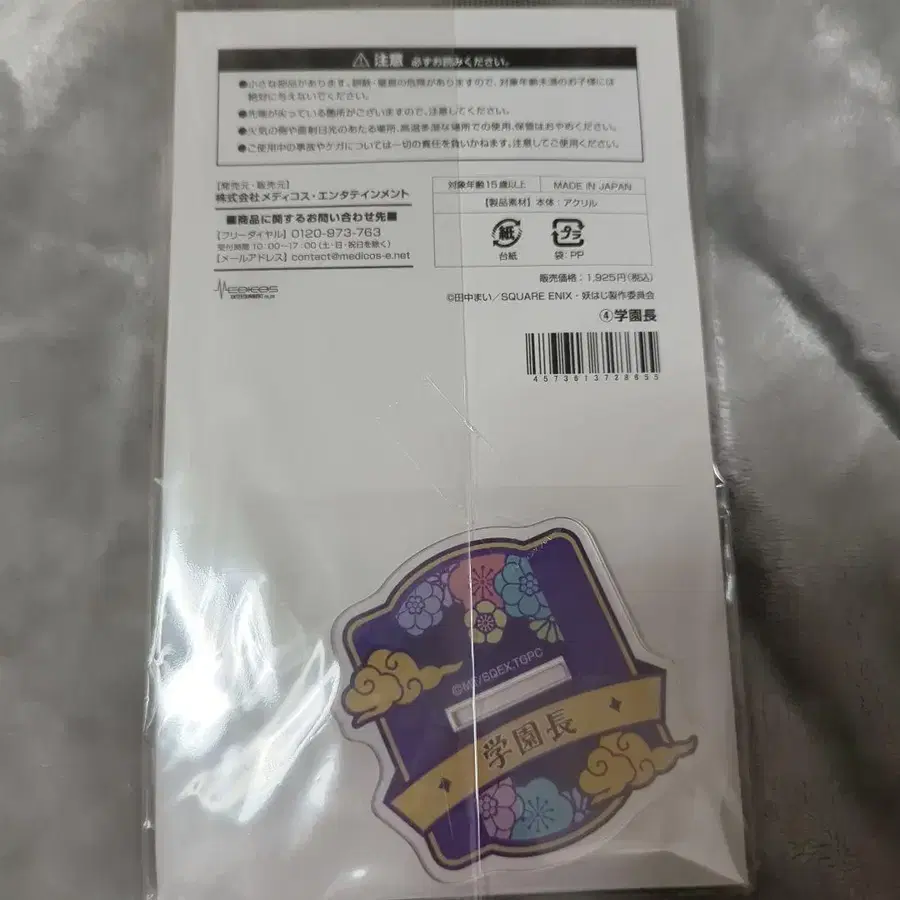 ⚠ 注意 必ずお読みください。
●小さな部品があります。誤飲・窒息の危険がありますので、対象年齢未満のお子様には
絶対に与えないでください。
●先端が尖っている箇所がございますので、注意してください。
●火気の側や直射日光のあたる場所、高温多湿な場所での使用、保管はおやめください。
●ご使用中の事故やケガについては一切の責任を負いかねます。注意してご使用ください。
[発売元・販売元]
株式会社メディコス・エンタテインメント
■商品に関するお問い合わせ先■
[フリーダイヤル] 0120-973-763
受付時間 10:00〜17:00 (土・日・祝日を除く)
[メールアドレス] contact@medicos-e.net
MEDICOS
ENTERTAINMENT CO.,LTD
対象年齢15歳以上 MADE IN JAPAN
【製品素材】本体：アクリル
紙 プラ
台紙 袋：PP
販売価格：1,925円(税込)
©田中まい／SQUARE ENIX・妖はじ製作委員会
④学園長
4573613728655
©MT/SQEX,TGPC
学園長